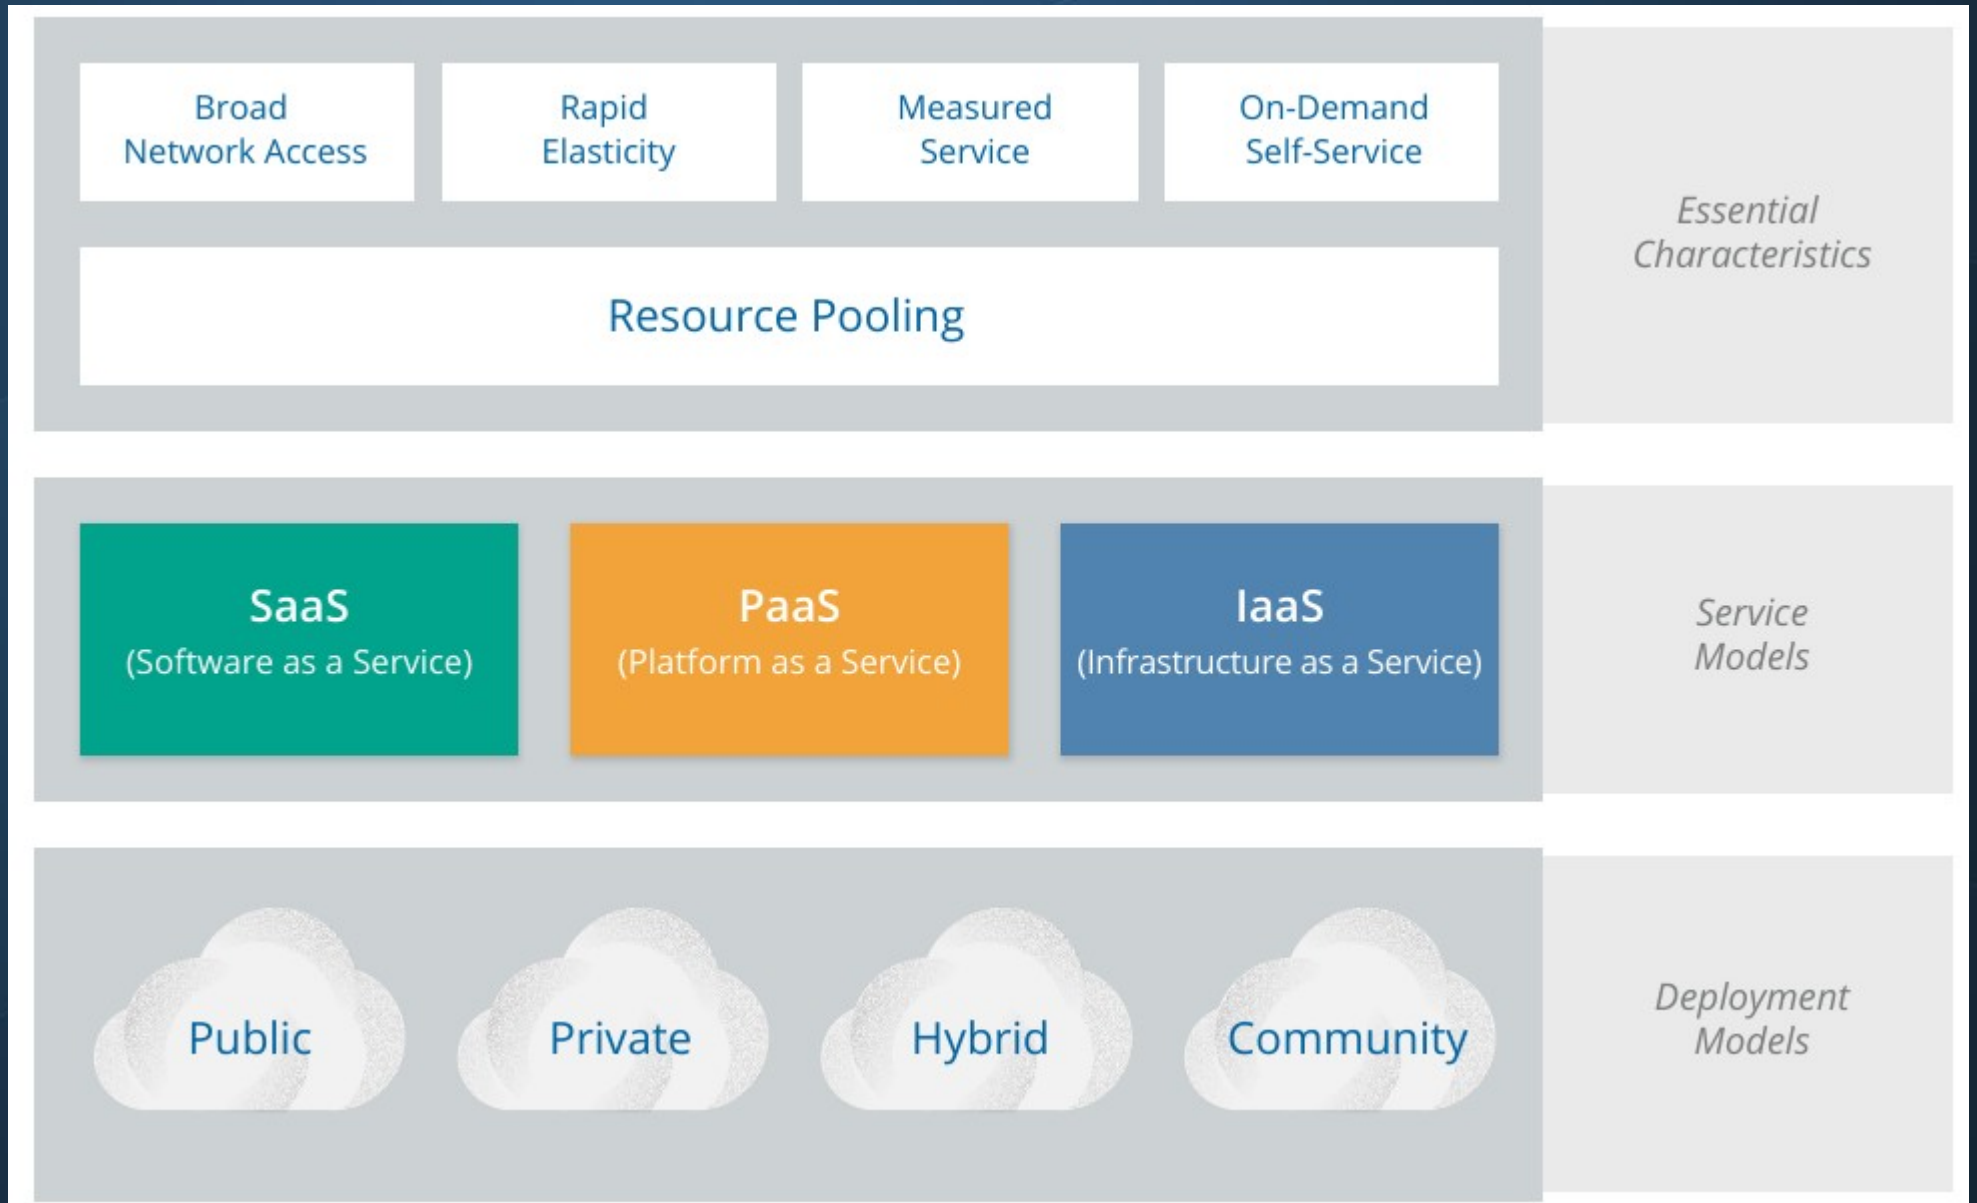 Broad
Network Access
Rapid
Elasticity
Measured
Service
On-Demand
Self-Service
Resource Pooling
Essential
Characteristics
SaaS
(Software as a Service)
PaaS
(Platform as a Service)
IaaS
(Infrastructure as a Service)
Service
Models
Public
Private
Hybrid
Community
Deployment
Models